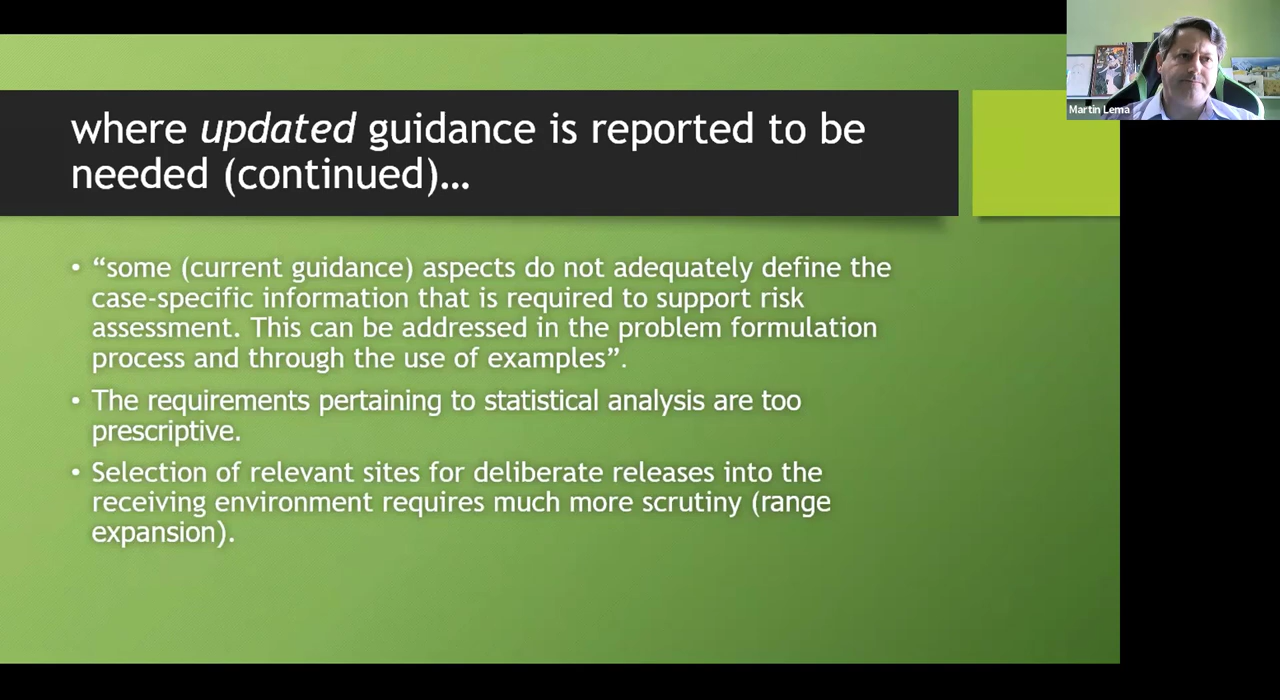 where updated guidance is reported to be
needed (continued)…
• “some (current guidance) aspects do not adequately define the
case-specific information that is required to support risk
assessment. This can be addressed in the problem formulation
process and through the use of examples”.
• The requirements pertaining to statistical analysis are too
prescriptive.
• Selection of relevant sites for deliberate releases into the
receiving environment requires much more scrutiny (range
expansion).
Martin Lema